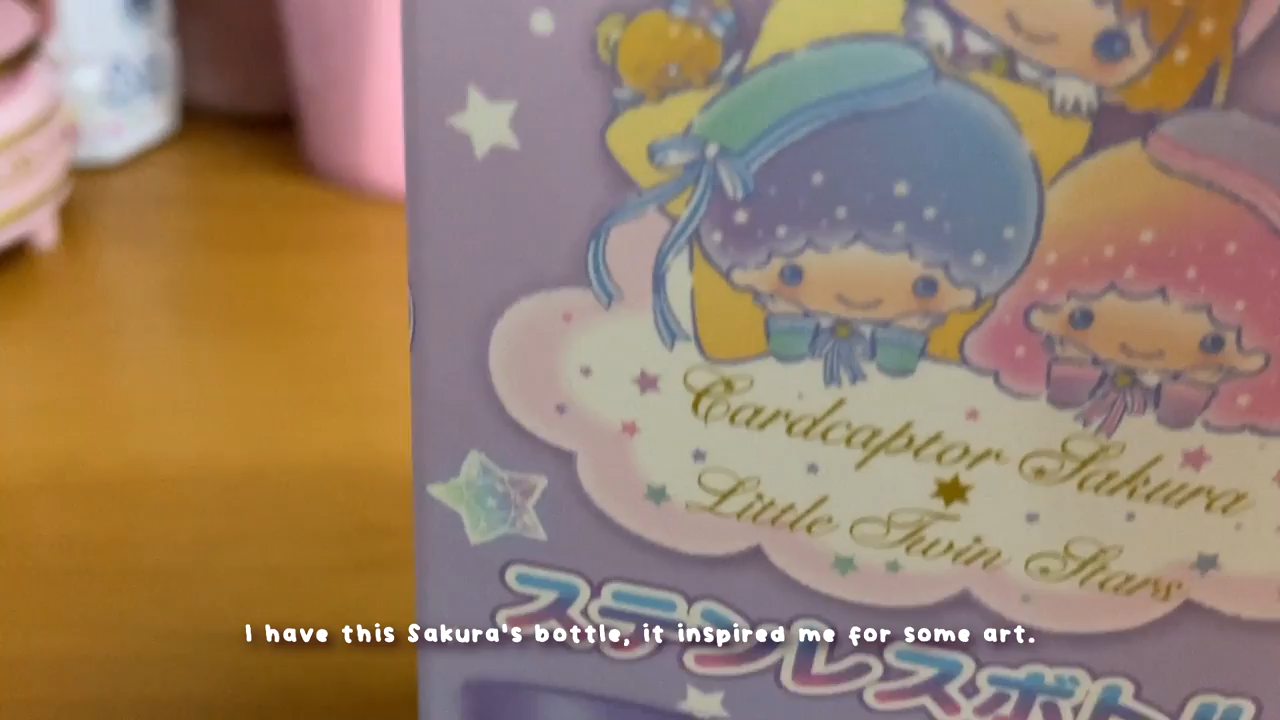 Cardcaptor Sakura
Little Twin Stars
ステンレスボトル
I have this Sakura's bottle, it inspired me for some art.